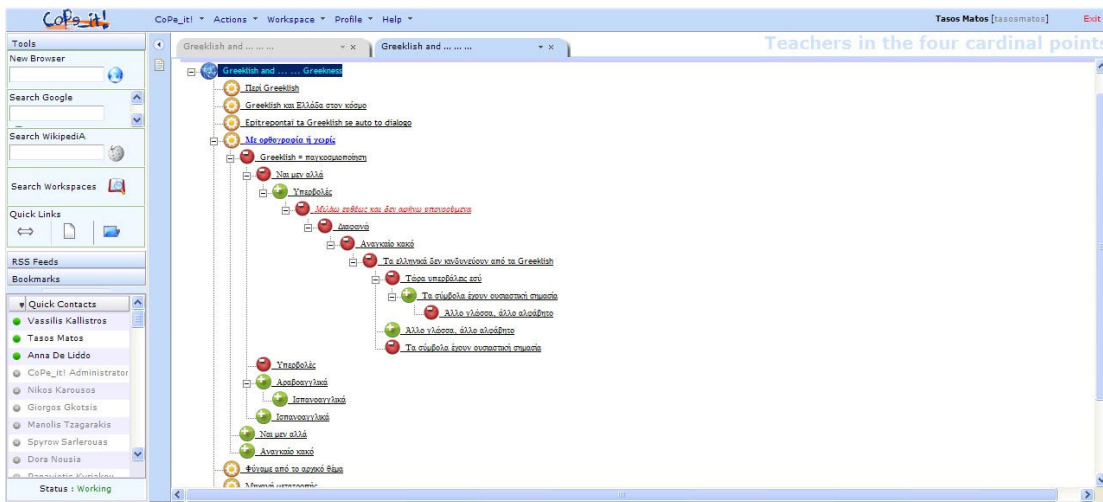 CoPe_it!
CoPe_it! Actions Workspace Profile Help
Tasos Matos [tasosmatos] Exit
Tools
New Browser
Search Google
Search WikipediA
Search Workspaces
Quick Links
RSS Feeds
Bookmarks
Quick Contacts
Vassilis Kallistros
Tasos Matos
Anna De Liddo
CoPe_it! Administrator
Nikos Karousos
Giorgos Gkotsis
Manolis Tzagarakis
Spyrow Sarlerouas
Dora Nousia
Status : Working
Greeklish and ... ... ...
Greeklish and ... ... ...
Teachers in the four cardinal points
Greeklish and ... ... Greekness
Περί Greeklish
Greeklish και Ελλάδα στον κόσμο
Epitrepontai ta Greeklish se auto to dialogo
Με ορθογραφία ή χωρίς
Greeklish = παγκοσμιοποίηση
Ναι μεν αλλά
Υπερβολές
Μιλάω ευθέως και δεν αφήνω υπονοούμενα
Διαφωνώ
Αναγκαίο κακό
Τα ελληνικά δεν κινδυνεύουν από τα Greeklish
Τώρα υπερβάλεις εσύ
Τα σύμβολα έχουν ουσιαστική σημασία
Άλλο γλώσσα, άλλο αλφάβητο
Άλλο γλώσσα, άλλο αλφάβητο
Τα σύμβολα έχουν ουσιαστική σημασία
Υπερβολές
Αραβοαγγλικά
Ισπανοαγγλικά
Ισπανοαγγλικά
Ναι μεν αλλά
Αναγκαίο κακό
Φύγαμε από το αρχικό θέμα
Μηχανή μετατροπής